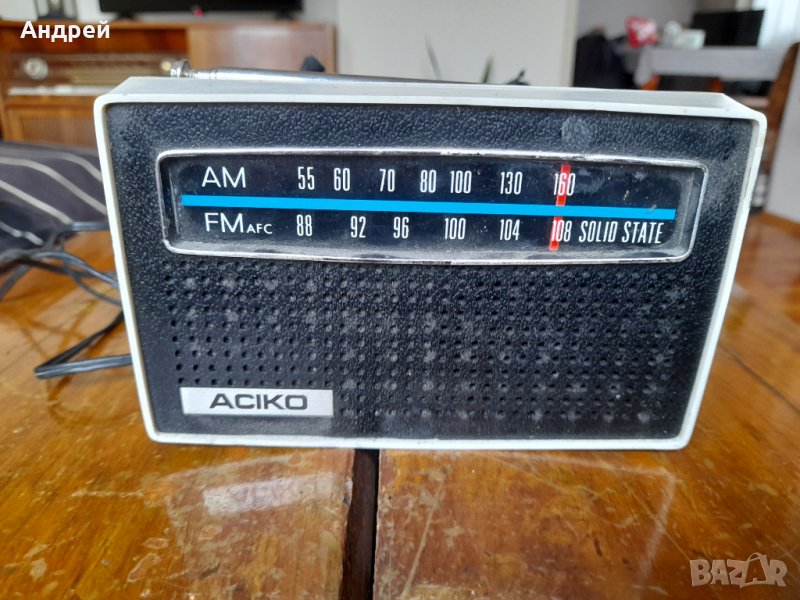 Андрей
AM 55 60 70 80 100 130 160
FM AFC 88 92 96 100 104 108 SOLID STATE
ACIKO
BAZAR